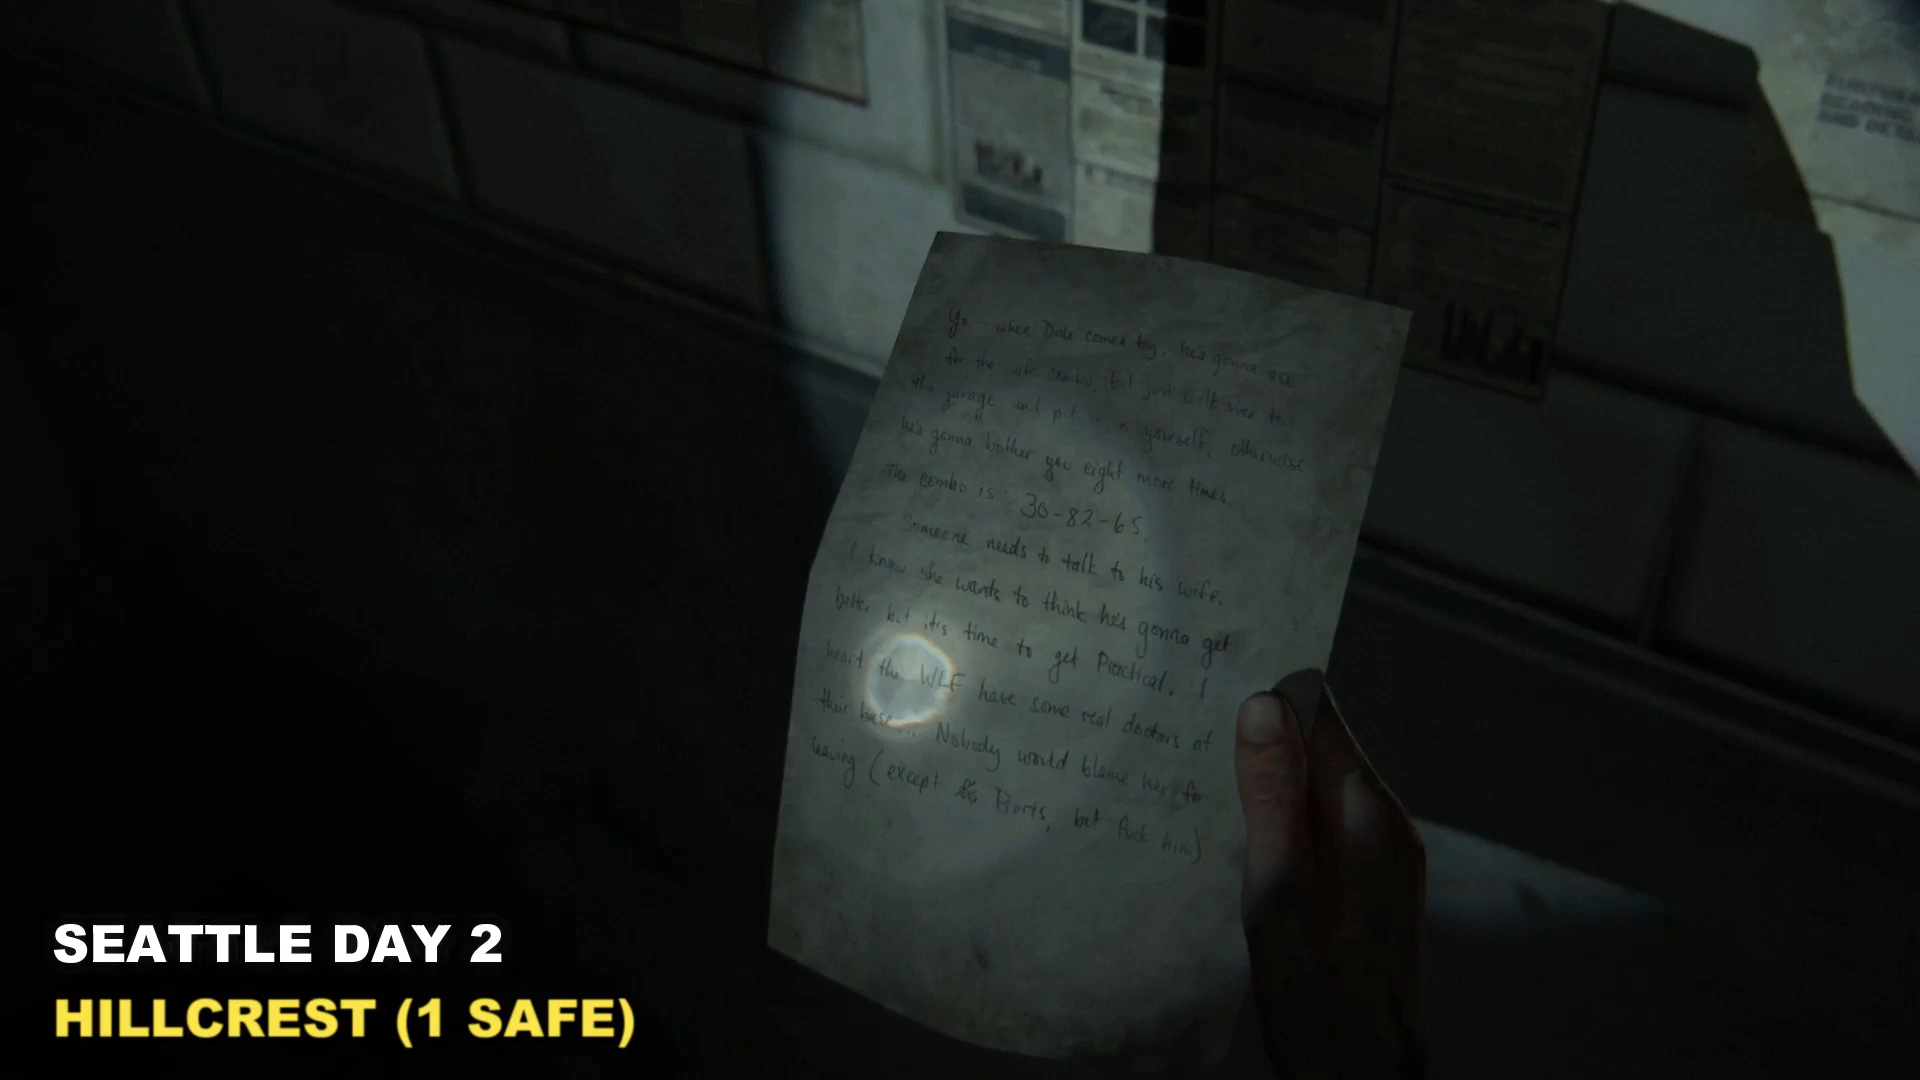 Yo - when Dale comes by, he's gonna ask
for the safe combo, but just walk over to
the garage and put it in yourself, otherwise
he's gonna bother you eight more times.
The combo is: 30-82-65.
Someone needs to talk to his wife.
I know she wants to think he's gonna get
better but it's time to get Practical. I
heard the WLF have some real doctors at
their base... Nobody would blame her for
leaving (except Boris, but fuck him)
SEATTLE DAY 2
HILLCREST (1 SAFE)